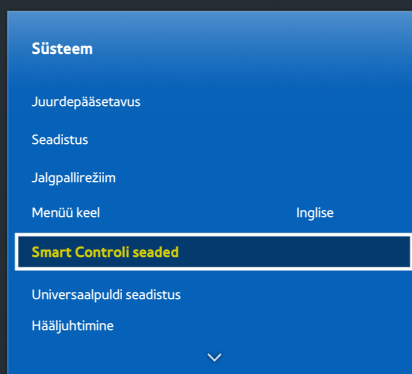 Süsteem
Juurdepääsetavus
Seadistus
Jalgpallirežiim
Menüü keel Inglise
Smart Controli seaded
Universaalpuldi seadistus
Hääljuhtimine